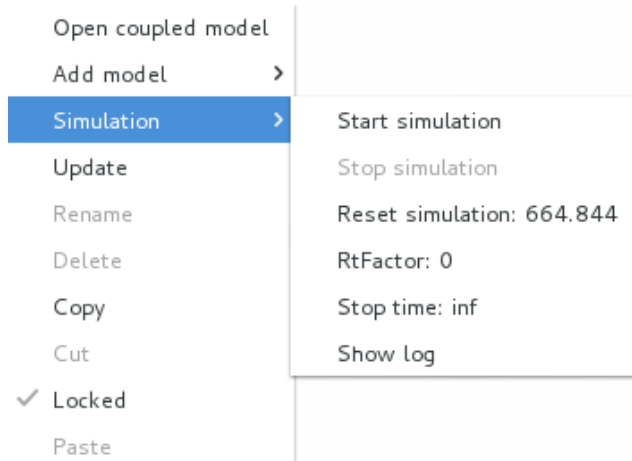 Open coupled model
Add model
Simulation
Update
Rename
Delete
Copy
Cut
Locked
Paste
Start simulation
Stop simulation
Reset simulation: 664.844
RtFactor: 0
Stop time: inf
Show log